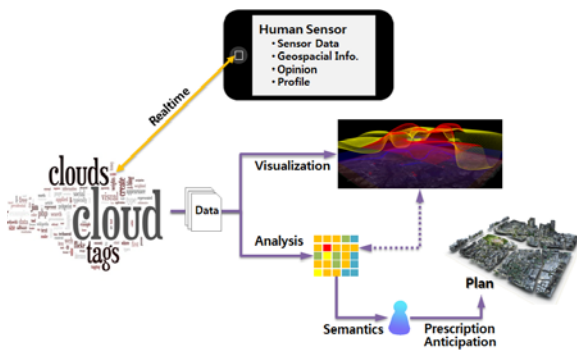 Human Sensor
• Sensor Data
• Geospacial Info.
• Opinion
• Profile
Realtime
clouds
cloud
tags
Data
Visualization
Analysis
Semantics
Plan
Prescription
Anticipation